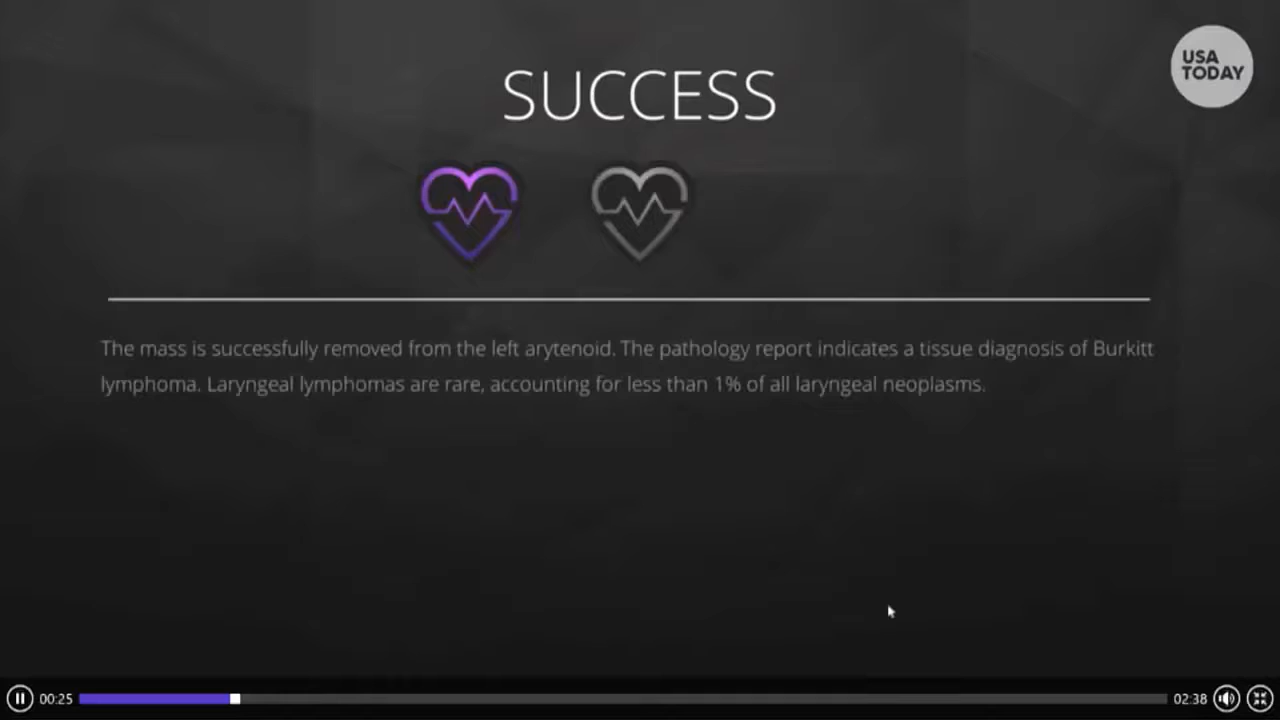 USA
TODAY
SUCCESS
The mass is successfully removed from the left arytenoid. The pathology report indicates a tissue diagnosis of Burkitt
lymphoma. Laryngeal lymphomas are rare, accounting for less than 1% of all laryngeal neoplasms.
00:25
02:38